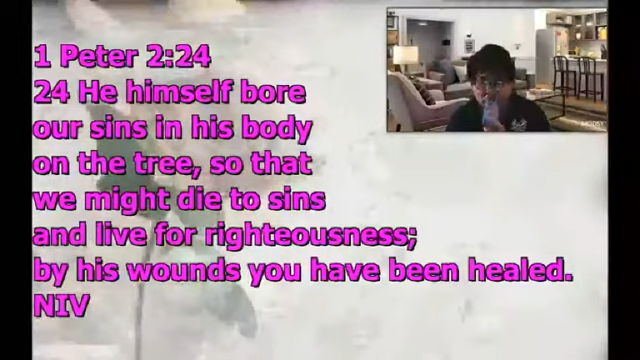 1 Peter 2:24
24 He himself bore
our sins in his body
on the tree, so that
we might die to sins
and live for righteousness;
by his wounds you have been healed.
NIV